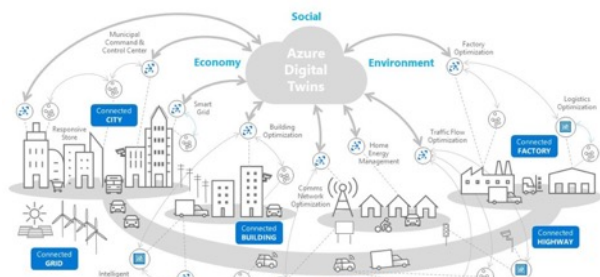 Social
Municipal
Command &
Control Center
Azure
Digital
Twins
Economy
Environment
Factory
Optimization
Connected
CITY
Smart
Grid
Responsive
Store
Building
Optimization
Home
Energy
Management
Traffic Flow
Optimization
Logistics
Optimization
Connected
FACTORY
Comms
Network
Optimization
Connected
BUILDING
Connected
HIGHWAY
Connected
GRID
Intelligent